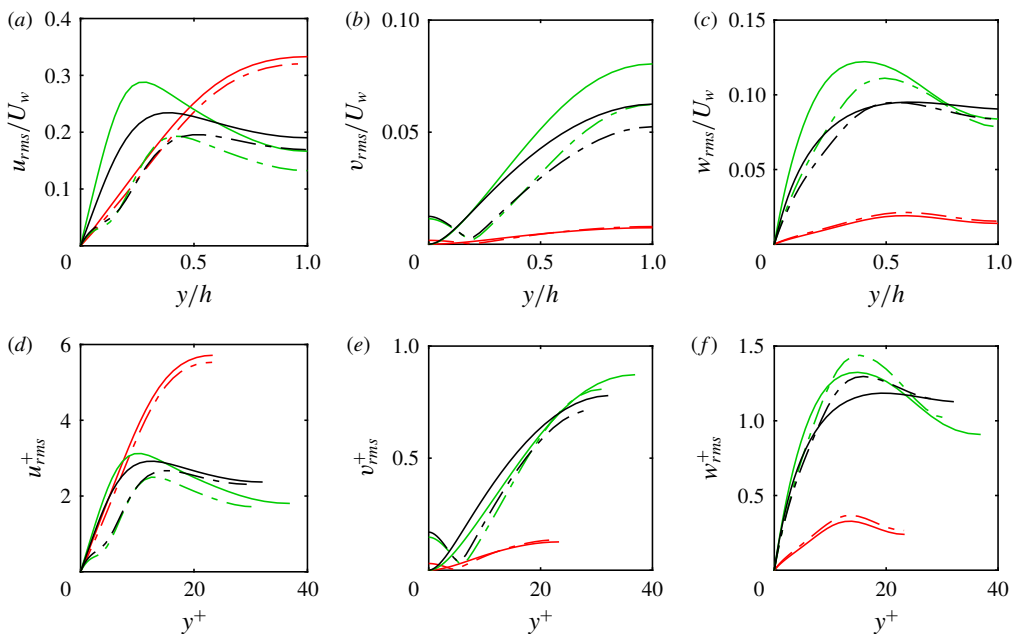 (a) 0.4 (b) 0.10 (c) 0.15
0.3
u_rms/U_w 0.2 v_rms/U_w 0.05 w_rms/U_w 0.10
0.1 0.05
0 0.5 1.0 0 0.5 1.0 0 0.5 1.0
y/h y/h y/h
(d) 6 (e) 1.0 (f) 1.5
4 1.0
u^+_rms v^+_rms 0.5 w^+_rms
2 0.5
0 20 40 0 20 40 0 20 40
y^+ y^+ y^+